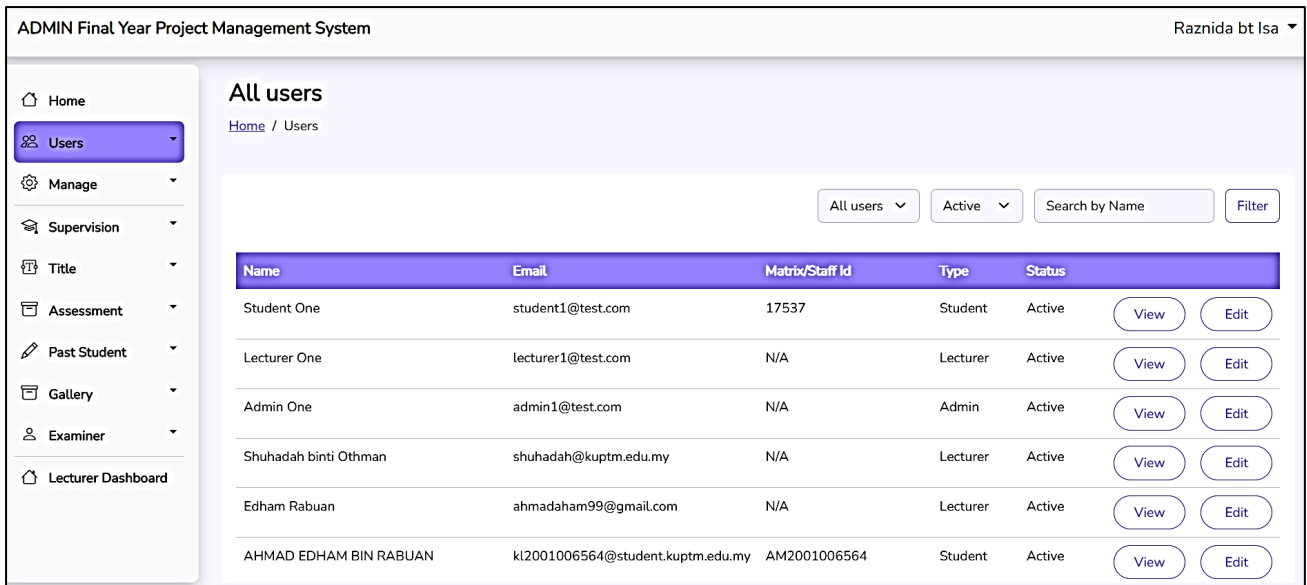 ADMIN Final Year Project Management System
Raznida bt Isa
Home
Users
Manage
Supervision
Title
Assessment
Past Student
Gallery
Examiner
Lecturer Dashboard
All users
Home / Users
All users Active Search by Name Filter
Name Email Matrix/Staff Id Type Status
Student One student1@test.com 17537 Student Active View Edit
Lecturer One lecturer1@test.com N/A Lecturer Active View Edit
Admin One admin1@test.com N/A Admin Active View Edit
Shuhadah binti Othman shuhadah@kuptm.edu.my N/A Lecturer Active View Edit
Edham Rabuan ahmadaham99@gmail.com N/A Lecturer Active View Edit
AHMAD EDHAM BIN RABUAN kl2001006564@student.kuptm.edu.my AM2001006564 Student Active View Edit